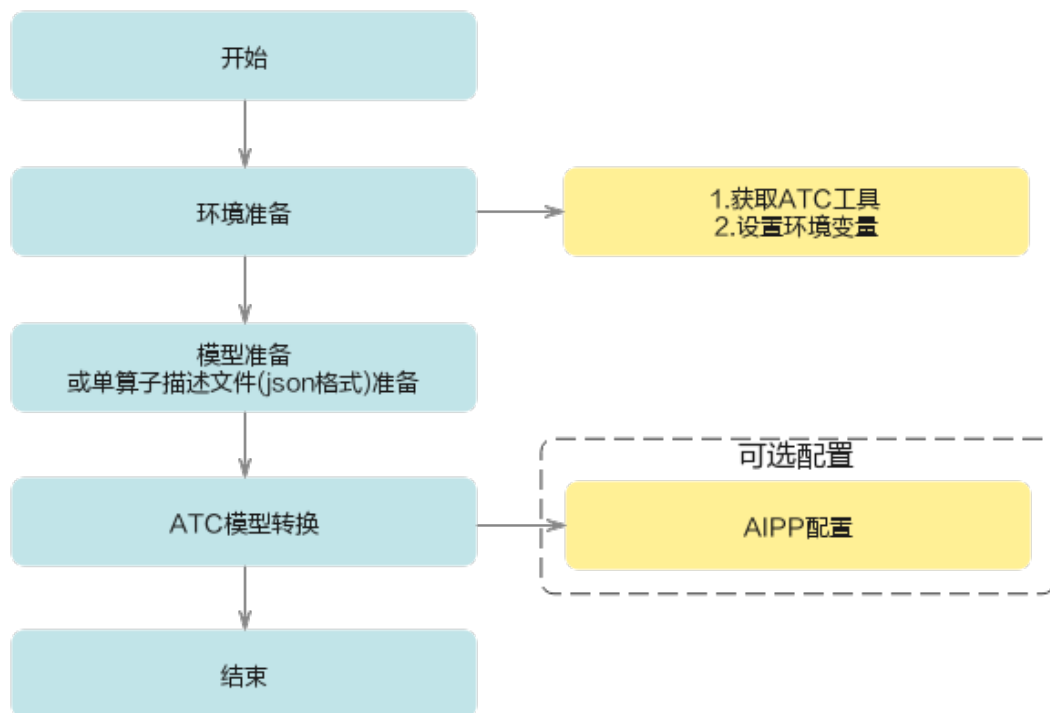 开始
环境准备
1.获取ATC工具
2.设置环境变量
模型准备
或单算子描述文件(json格式)准备
可选配置
ATC模型转换
AIPP配置
结束